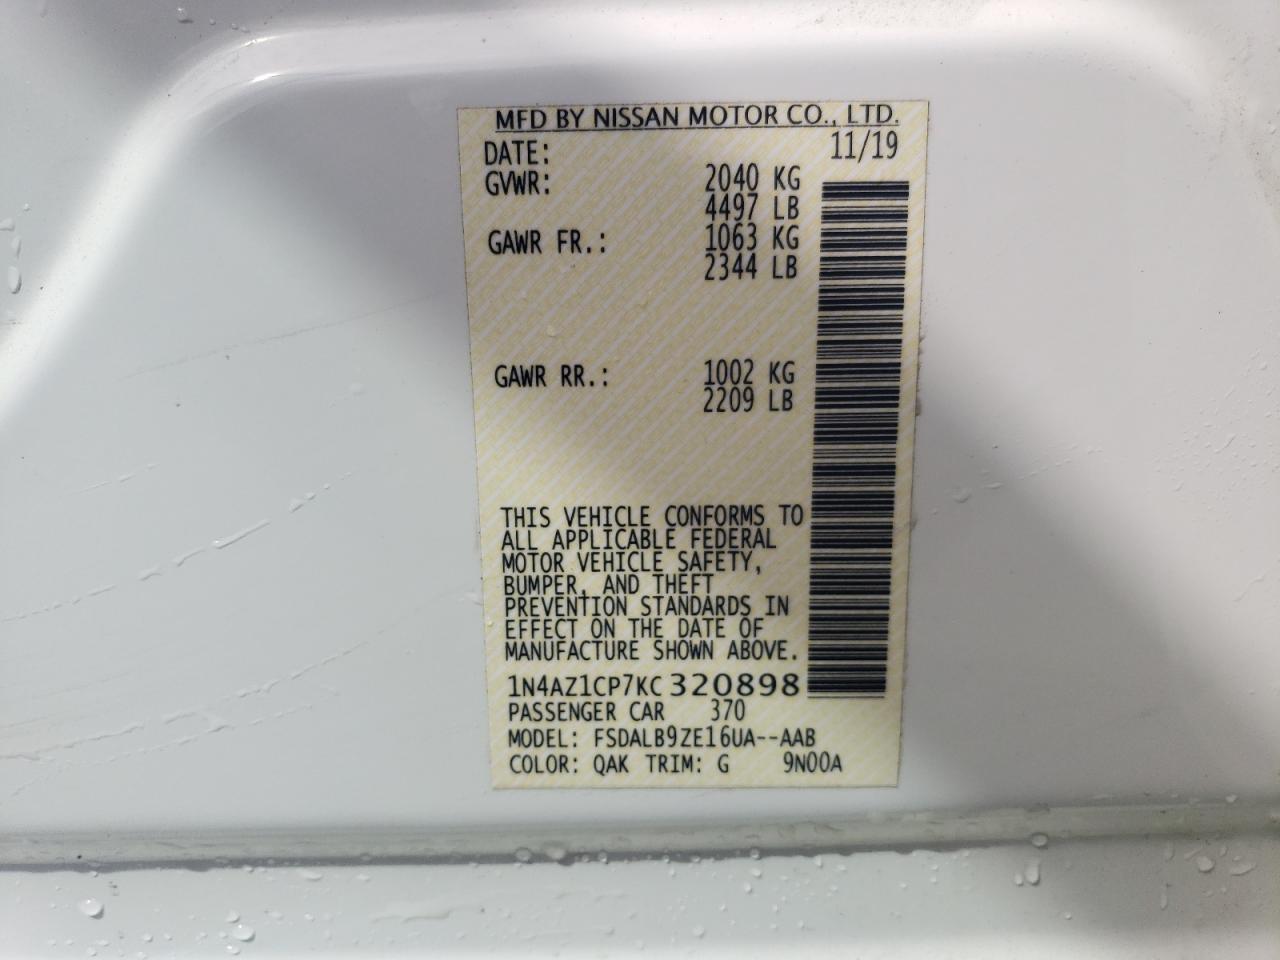 MFD BY NISSAN MOTOR CO., LTD.
DATE: 11/19
GVWR: 2040 KG
4497 LB
GAWR FR.: 1063 KG
2344 LB
GAWR RR.: 1002 KG
2209 LB
THIS VEHICLE CONFORMS TO
ALL APPLICABLE FEDERAL
MOTOR VEHICLE SAFETY,
BUMPER, AND THEFT
PREVENTION STANDARDS IN
EFFECT ON THE DATE OF
MANUFACTURE SHOWN ABOVE.
1N4AZ1CP7KC320898
PASSENGER CAR 370
MODEL: FSDALB9ZE16UA--AAB
COLOR: QAK TRIM: G 9N00A